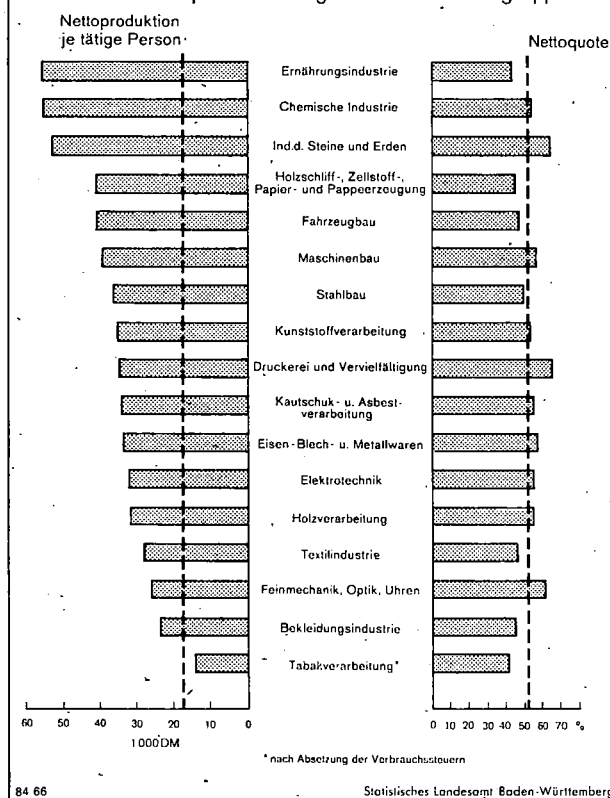 Nettoproduktion
je tätige Person
Nettoquote
Ernährungsindustrie
Chemische Industrie
Ind.d. Steine und Erden
Holzschliff-, Zellstoff-,
Papier- und Pappeerzeugung
Fahrzeugbau
Maschinenbau
Stahlbau
Kunststoffverarbeitung
Druckerei und Vervielfältigung
Kautschuk- u. Asbest-
verarbeitung
Eisen-Blech- u. Metallwaren
Elektrotechnik
Holzverarbeitung
Textilindustrie
Feinmechanik, Optik, Uhren
Bekleidungsindustrie
Tabakverarbeitung*
60 50 40 30 20 10 0
1000 DM
0 10 20 30 40 50 60 70 %
* nach Absetzung der Verbrauchssteuern
84 66
Statistisches Landesamt Baden-Württemberg